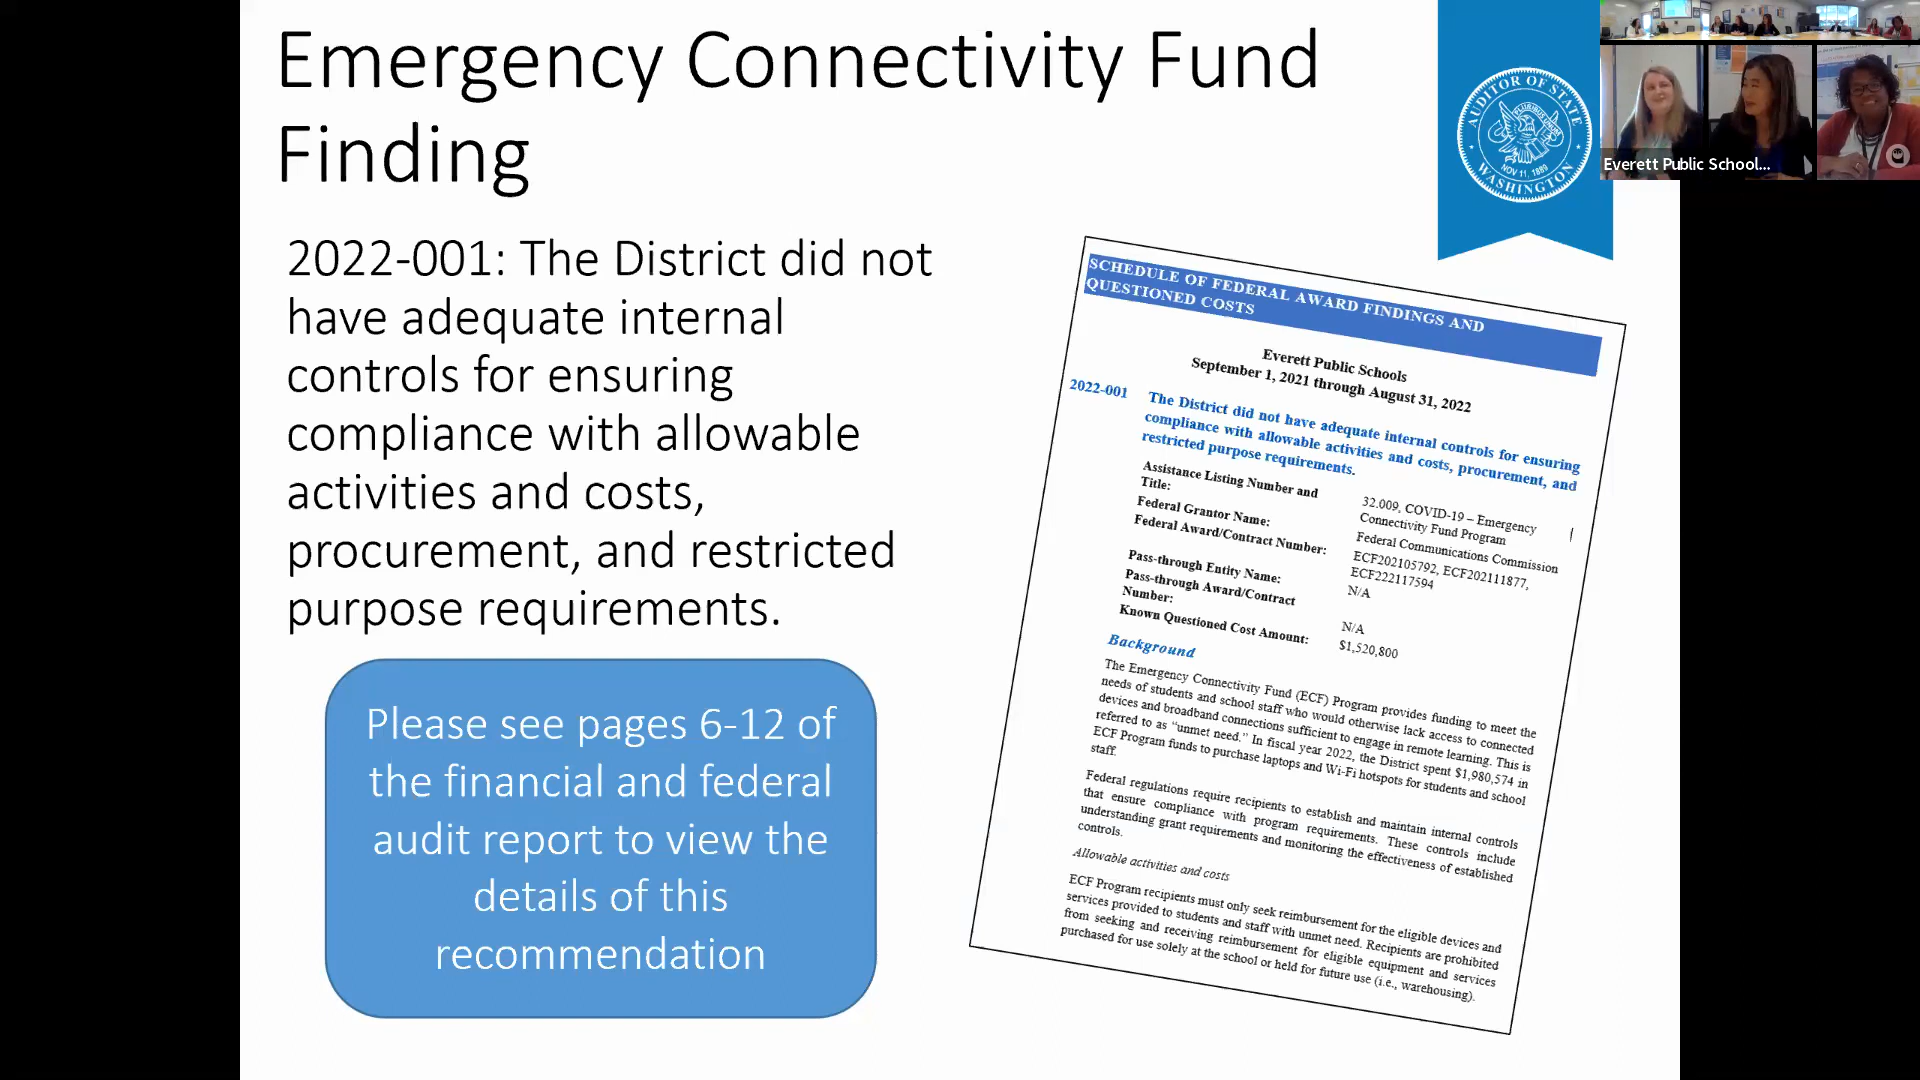 Emergency Connectivity Fund
Finding
2022-001: The District did not
have adequate internal
controls for ensuring
compliance with allowable
activities and costs,
procurement, and restricted
purpose requirements.
Please see pages 6-12 of
the financial and federal
audit report to view the
details of this
recommendation
AUDITOR OF STATE
PLURIBUS UNUM
NOV 11, 1889
WASHINGTON
Everett Public School...
SCHEDULE OF FEDERAL AWARD FINDINGS AND
QUESTIONED COSTS
Everett Public Schools
September 1, 2021 through August 31, 2022
2022-001 The District did not have adequate internal controls for ensuring
compliance with allowable activities and costs, procurement, and
restricted purpose requirements.
Assistance Listing Number and
Title:
32.009, COVID-19 – Emergency
Connectivity Fund Program
Federal Grantor Name:
Federal Communications Commission
Federal Award/Contract Number:
ECF202105792, ECF202111877,
ECF222117594
Pass-through Entity Name:
N/A
Pass-through Award/Contract
Number:
N/A
Known Questioned Cost Amount:
$1,520,800
Background
The Emergency Connectivity Fund (ECF) Program provides funding to meet the
needs of students and school staff who would otherwise lack access to connected
devices and broadband connections sufficient to engage in remote learning. This is
referred to as “unmet need.” In fiscal year 2022, the District spent $1,980,574 in
ECF Program funds to purchase laptops and Wi-Fi hotspots for students and school
staff.
Federal regulations require recipients to establish and maintain internal controls
that ensure compliance with program requirements. These controls include
understanding grant requirements and monitoring the effectiveness of established
controls.
Allowable activities and costs
ECF Program recipients must only seek reimbursement for the eligible devices and
services provided to students and staff with unmet need. Recipients are prohibited
from seeking and receiving reimbursement for eligible equipment and services
purchased for use solely at the school or held for future use (i.e., warehousing).